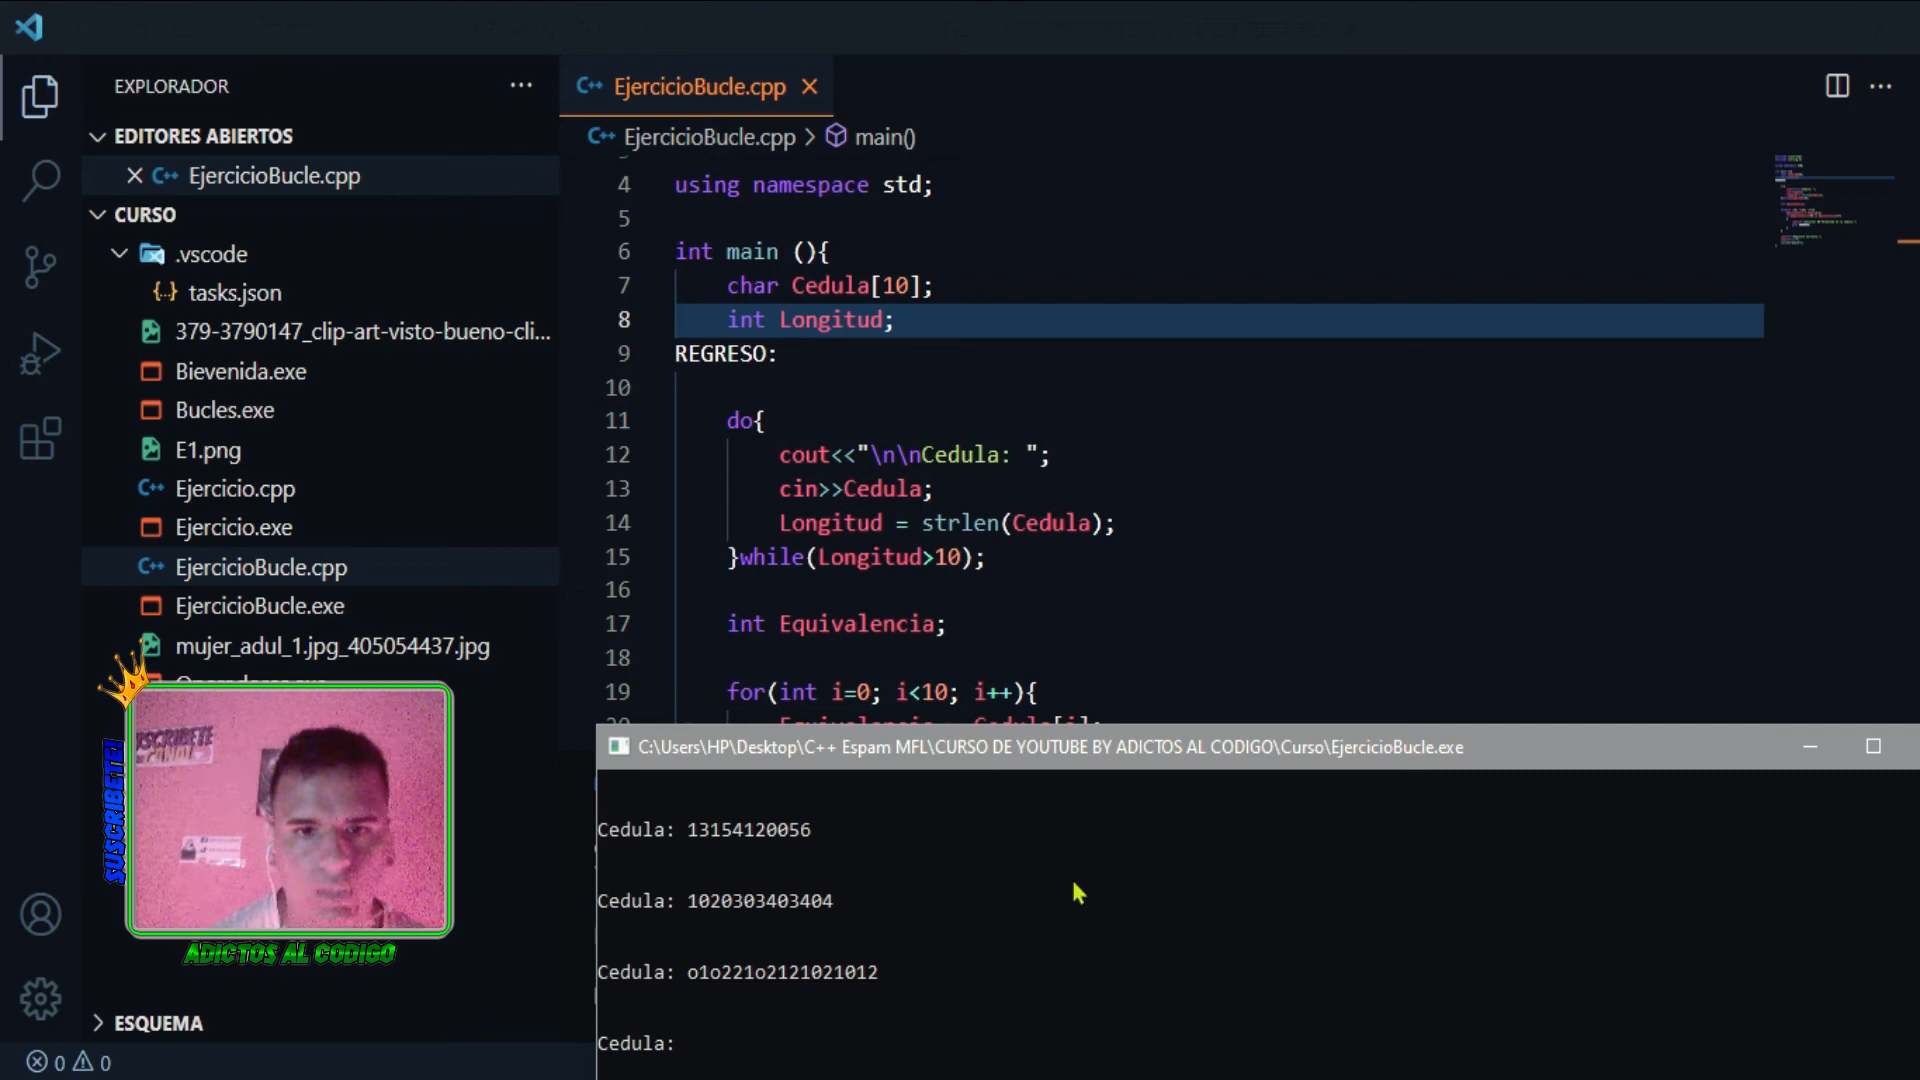 EXPLORADOR
EDITORES ABIERTOS
EjercicioBucle.cpp
CURSO
.vscode
tasks.json
379-3790147_clip-art-visto-bueno-cli...
Bievenida.exe
Bucles.exe
E1.png
Ejercicio.cpp
Ejercicio.exe
EjercicioBucle.cpp
EjercicioBucle.exe
mujer_adul_1.jpg_405054437.jpg
SUSCRIBETE!
ADICTOS AL CODIGO
ESQUEMA
0 0
EjercicioBucle.cpp
EjercicioBucle.cpp > main()
4 using namespace std;
5
6 int main (){
7 char Cedula[10];
8 int Longitud;
9 REGRESO:
10
11 do{
12 cout<<"\n\nCedula: ";
13 cin>>Cedula;
14 Longitud = strlen(Cedula);
15 }while(Longitud>10);
16
17 int Equivalencia;
18
19 for(int i=0; i<10; i++){
C:\Users\HP\Desktop\C++ Espam MFL\CURSO DE YOUTUBE BY ADICTOS AL CODIGO\Curso\EjercicioBucle.exe
Cedula: 13154120056
Cedula: 1020303403404
Cedula: o1o221o2121021012
Cedula: